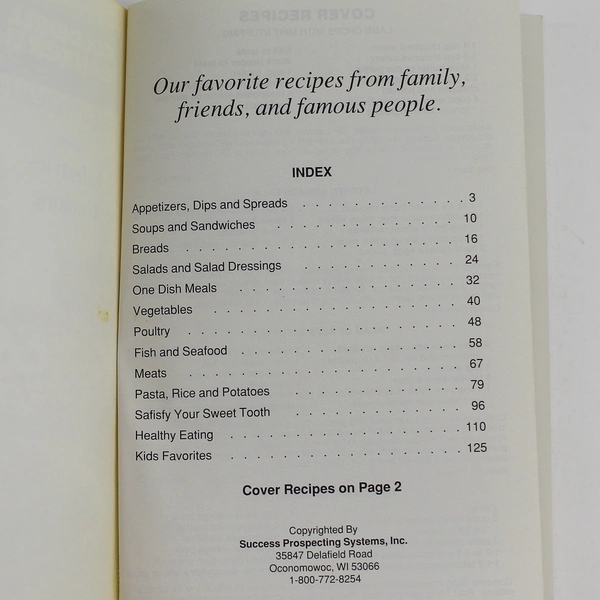 Our favorite recipes from family,
friends, and famous people.
INDEX
Appetizers, Dips and Spreads . . . . . . . . . . . . . 3
Soups and Sandwiches . . . . . . . . . . . . . . 10
Breads . . . . . . . . . . . . . . . . . . . 16
Salads and Salad Dressings . . . . . . . . . . . . 24
One Dish Meals . . . . . . . . . . . . . . . . 32
Vegetables . . . . . . . . . . . . . . . . . 40
Poultry . . . . . . . . . . . . . . . . . . . 48
Fish and Seafood . . . . . . . . . . . . . . . . 58
Meats . . . . . . . . . . . . . . . . . . . 67
Pasta, Rice and Potatoes . . . . . . . . . . . . 79
Safisfy Your Sweet Tooth . . . . . . . . . . . . 96
Healthy Eating . . . . . . . . . . . . . . . . . 110
Kids Favorites . . . . . . . . . . . . . . . . . 125
Cover Recipes on Page 2
Copyrighted By
Success Prospecting Systems, Inc.
35847 Delafield Road
Oconomowoc, WI 53066
1-800-772-8254